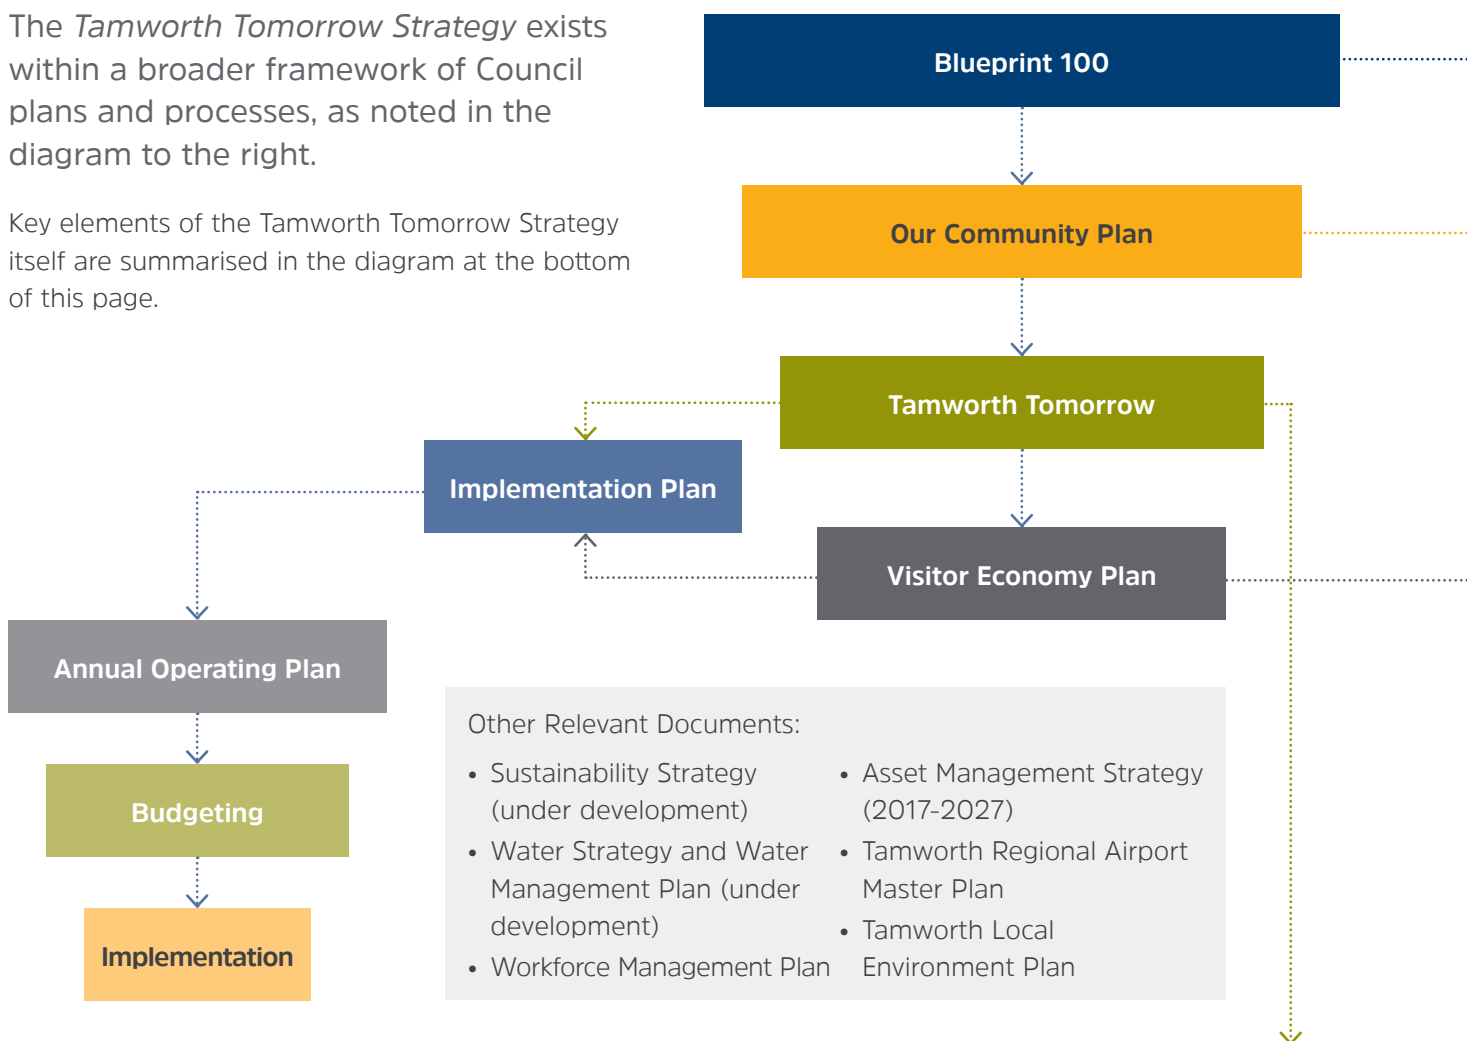 The Tamworth Tomorrow Strategy exists
within a broader framework of Council
plans and processes, as noted in the
diagram to the right.
Key elements of the Tamworth Tomorrow Strategy
itself are summarised in the diagram at the bottom
of this page.
Blueprint 100
Our Community Plan
Tamworth Tomorrow
Implementation Plan
Visitor Economy Plan
Annual Operating Plan
Budgeting
Implementation
Other Relevant Documents:
• Sustainability Strategy
(under development)
• Water Strategy and Water
Management Plan (under
development)
• Workforce Management Plan
• Asset Management Strategy
(2017-2027)
• Tamworth Regional Airport
Master Plan
• Tamworth Local
Environment Plan